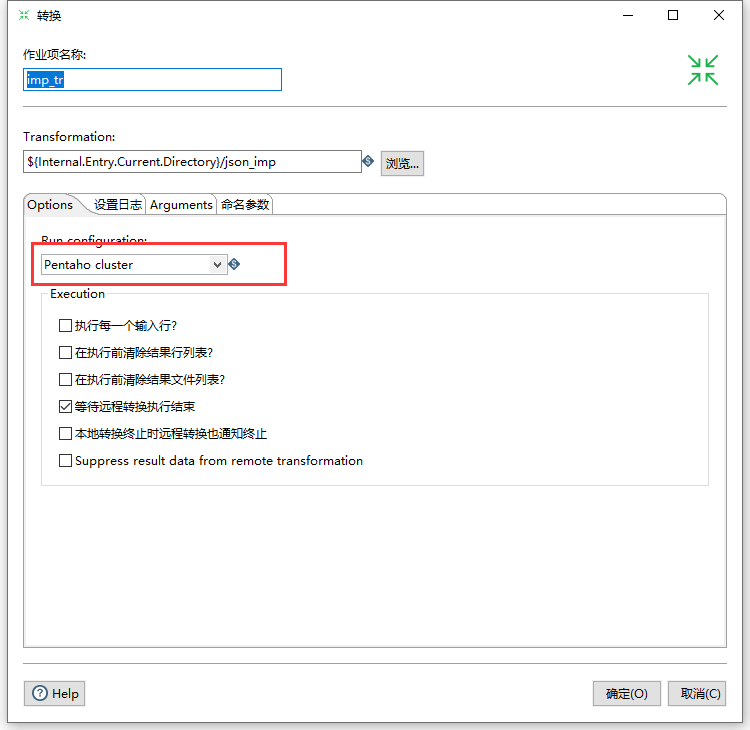 转换
作业项名称:
imp_tr
Transformation:
${Internal.Entry.Current.Directory}/json_imp
浏览...
Options 设置日志 Arguments 命名参数
Run configuration:
Pentaho cluster
Execution
执行每一个输入行?
在执行前清除结果行列表?
在执行前清除结果文件列表?
等待远程转换执行结束
本地转换终止时远程转换也通知终止
Suppress result data from remote transformation
Help 确定(O) 取消(C)